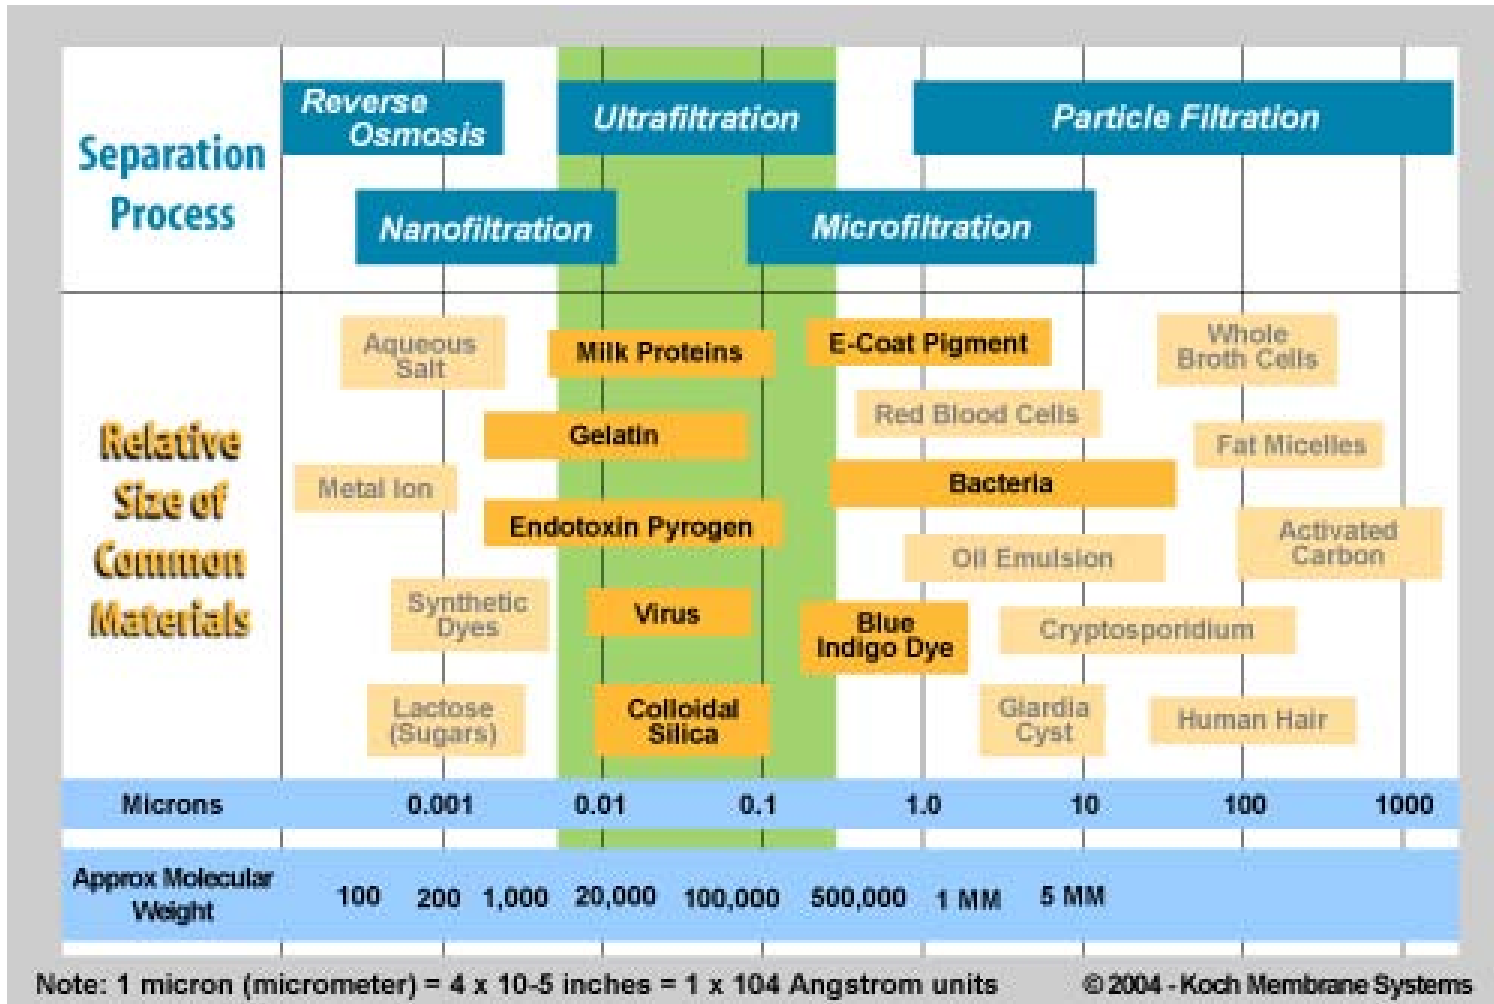 Separation
Process
Reverse
Osmosis
Ultrafiltration
Particle Filtration
Nanofiltration
Microfiltration
Relative
Size of
Common
Materials
Aqueous
Salt
Milk Proteins
E-Coat Pigment
Whole
Broth Cells
Gelatin
Red Blood Cells
Fat Micelles
Metal Ion
Bacteria
Endotoxin Pyrogen
Activated
Carbon
Oil Emulsion
Synthetic
Dyes
Virus
Blue
Indigo Dye
Cryptosporidium
Lactose
(Sugars)
Colloidal
Silica
Giardia
Cyst
Human Hair
Microns 0.001 0.01 0.1 1.0 10 100 1000
Approx Molecular
Weight
100 200 1,000 20,000 100,000 500,000 1 MM 5 MM
Note: 1 micron (micrometer) = 4 x 10-5 inches = 1 x 104 Angstrom units © 2004 - Koch Membrane Systems